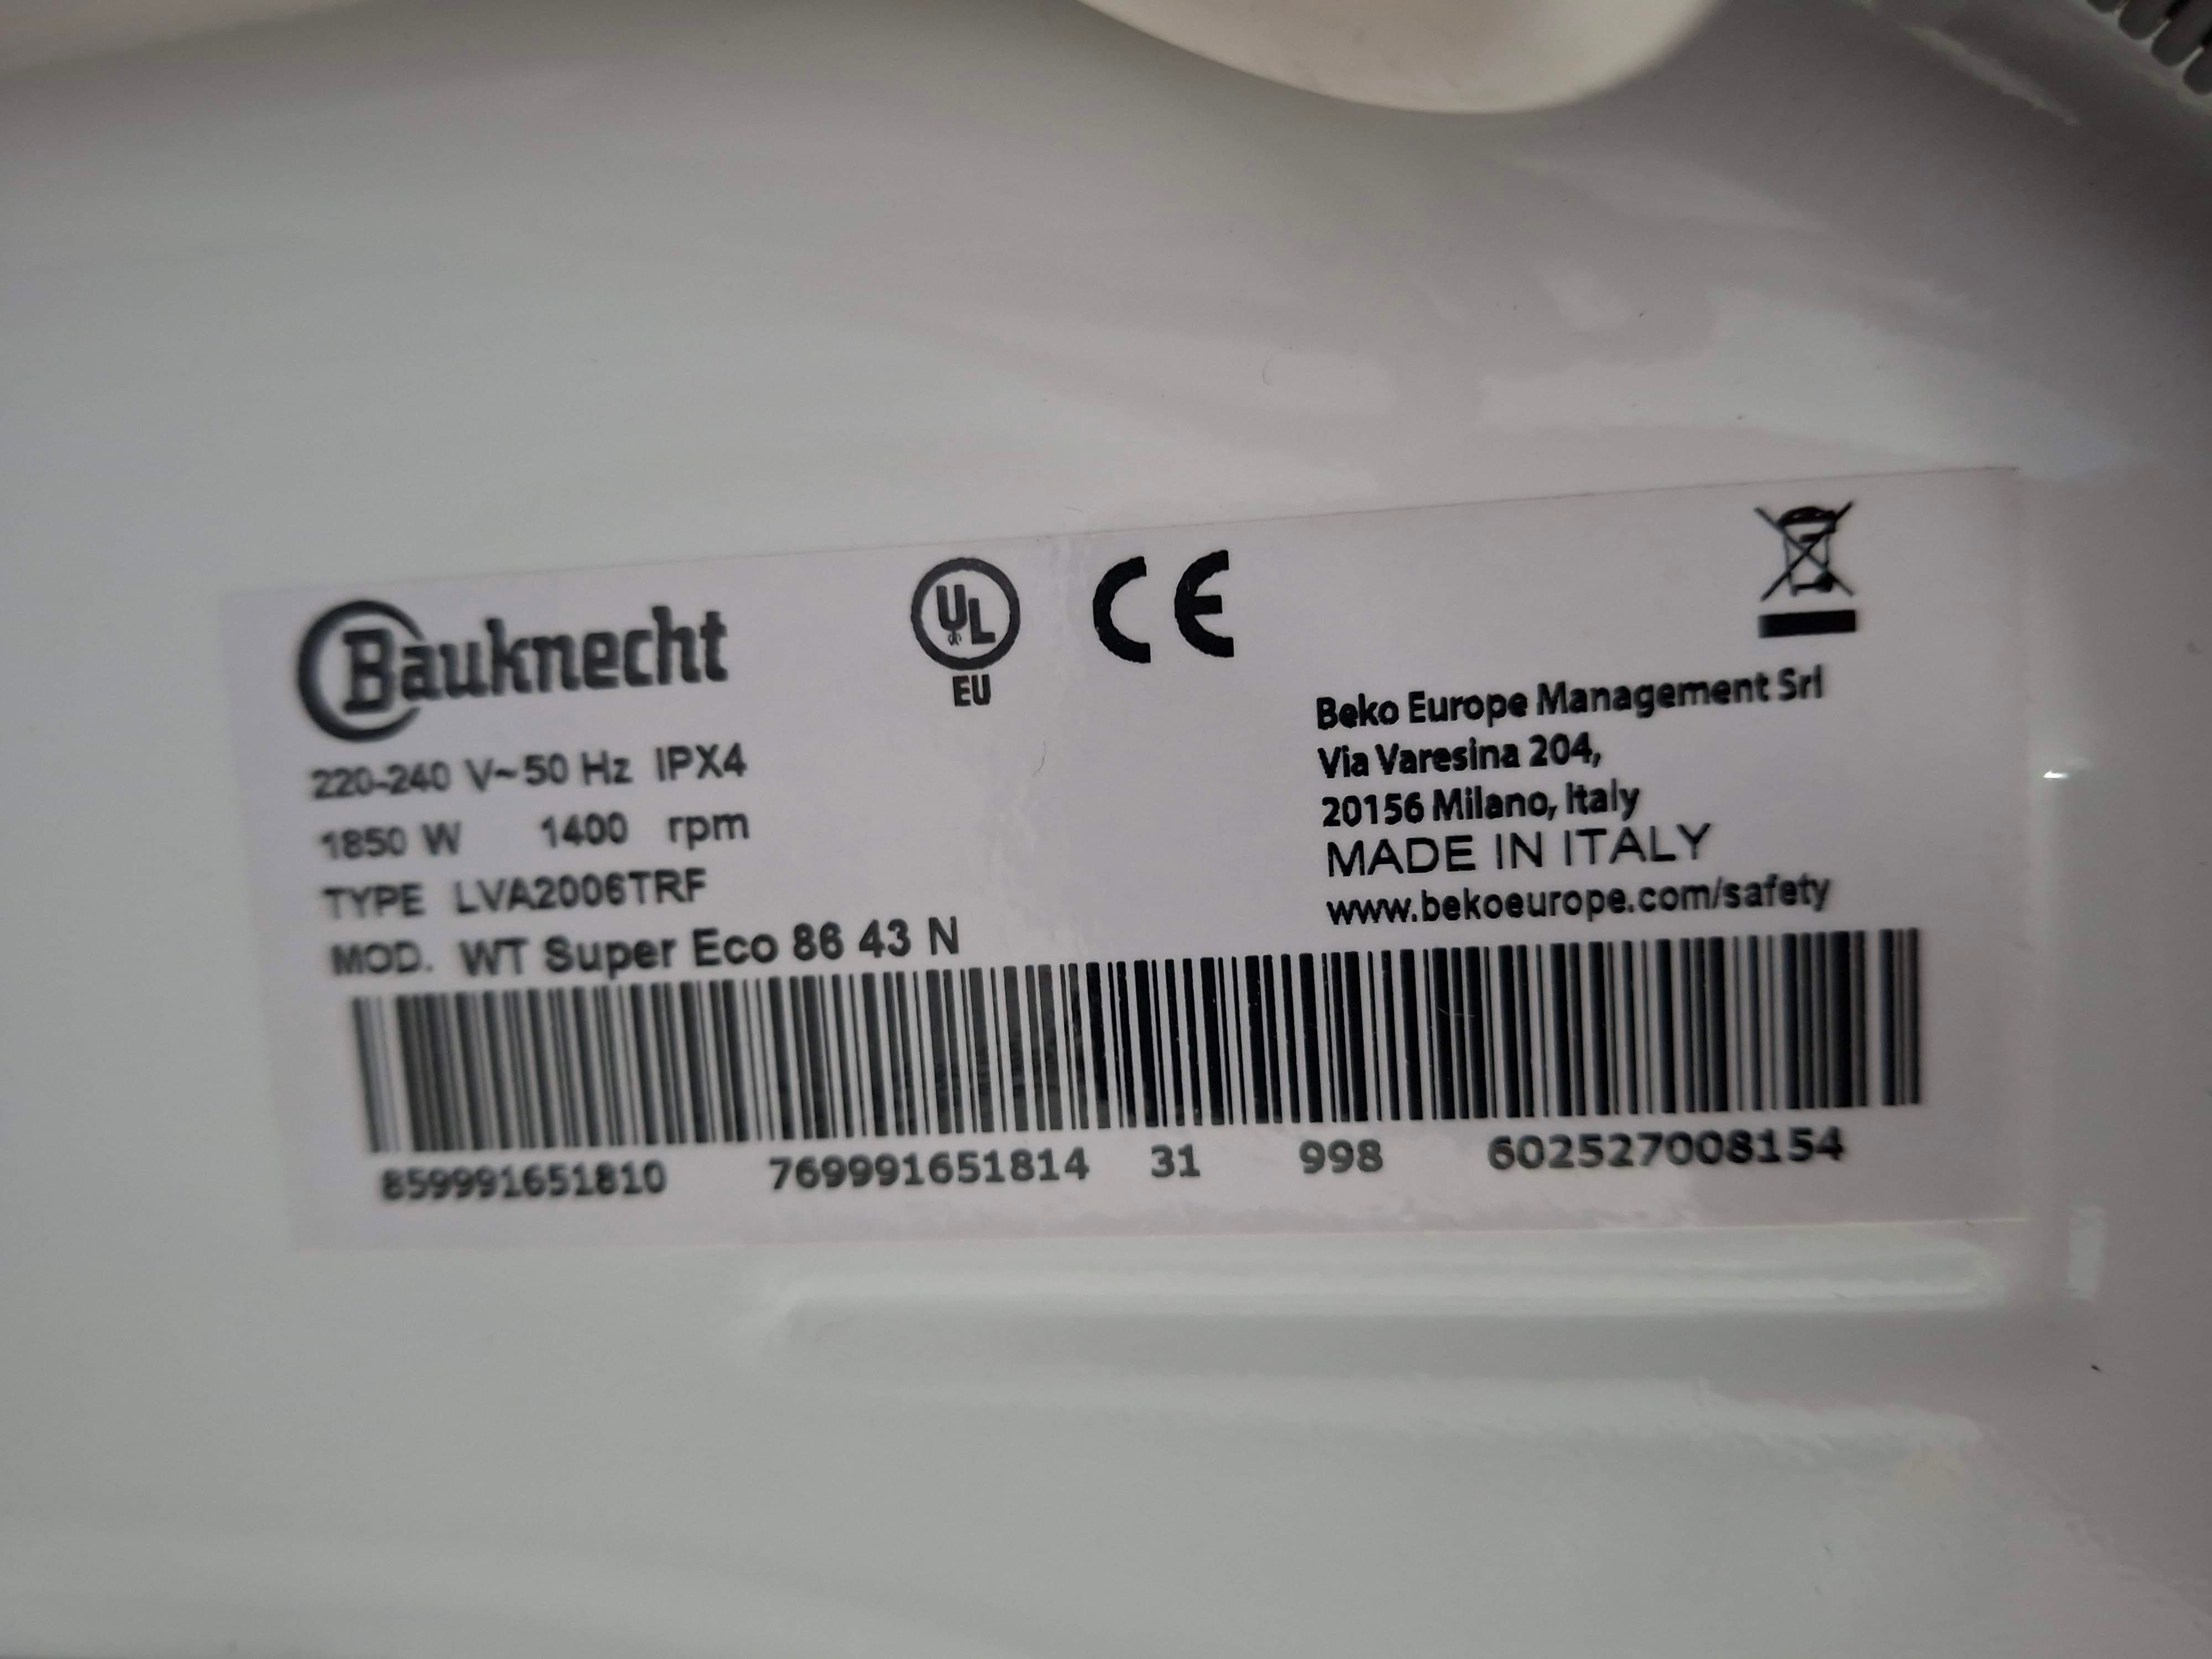 Bauknecht
UL
EU
CE
220-240 V~50 Hz IPX4
1850 W 1400 rpm
TYPE LVA2006TRF
MOD. WT Super Eco 86 43 N
Beko Europe Management Srl
Via Varesina 204,
20156 Milano, Italy
MADE IN ITALY
www.bekoeurope.com/safety
859991651810 769991651814 31 998 602527008154